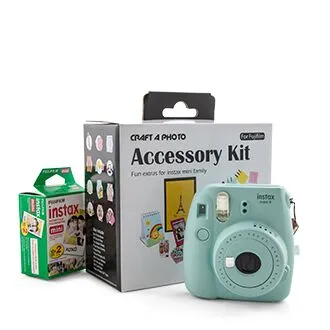 CRAFT A PHOTO
For Fujifilm
Accessory Kit
Fun extras for instax mini family
FUJIFILM
instax
mini
instax
mini 9